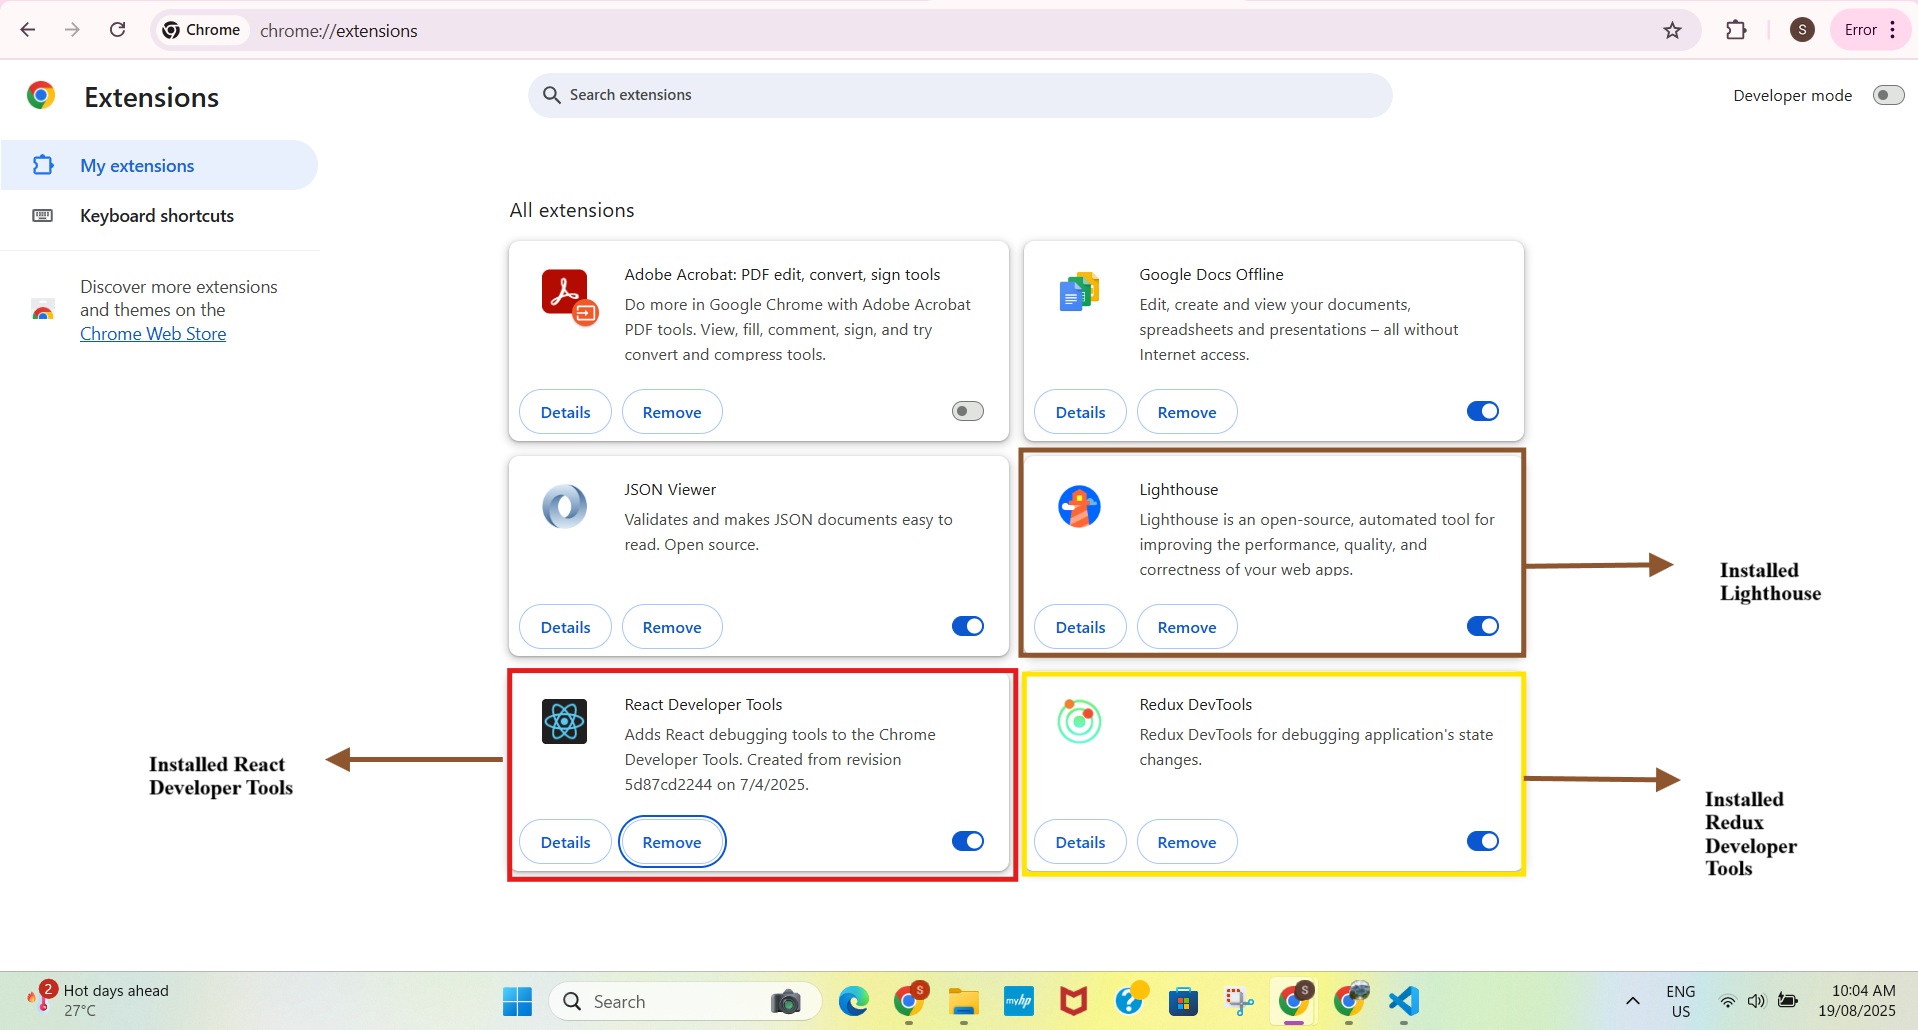 Chrome
chrome://extensions
S
Error
Extensions
Search extensions
Developer mode
My extensions
Keyboard shortcuts
Discover more extensions
and themes on the
Chrome Web Store
All extensions
Adobe Acrobat: PDF edit, convert, sign tools
Do more in Google Chrome with Adobe Acrobat
PDF tools. View, fill, comment, sign, and try
convert and compress tools.
Details
Remove
Google Docs Offline
Edit, create and view your documents,
spreadsheets and presentations – all without
Internet access.
Details
Remove
JSON Viewer
Validates and makes JSON documents easy to
read. Open source.
Details
Remove
Lighthouse
Lighthouse is an open-source, automated tool for
improving the performance, quality, and
correctness of your web apps.
Details
Remove
Installed
Lighthouse
React Developer Tools
Adds React debugging tools to the Chrome
Developer Tools. Created from revision
5d87cd2244 on 7/4/2025.
Details
Remove
Installed React
Developer Tools
Redux DevTools
Redux DevTools for debugging application's state
changes.
Details
Remove
Installed
Redux
Developer
Tools
2
Hot days ahead
27°C
Search
S
myhp
?
S
ENG
US
10:04 AM
19/08/2025